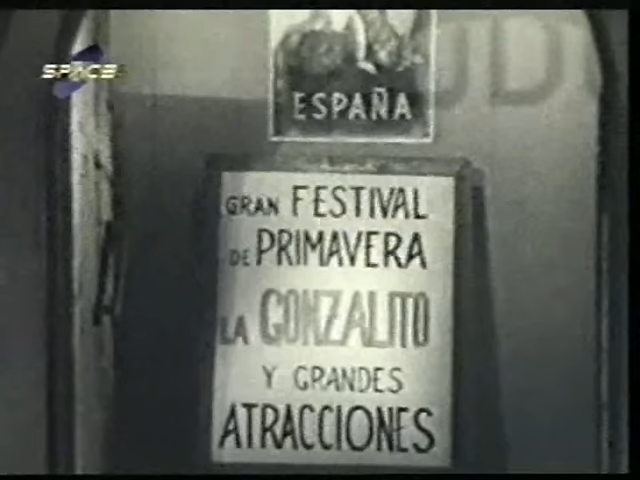 SPACE
ESPAÑA
GRAN FESTIVAL
DE PRIMAVERA
LA GONZALITO
Y GRANDES
ATRACCIONES